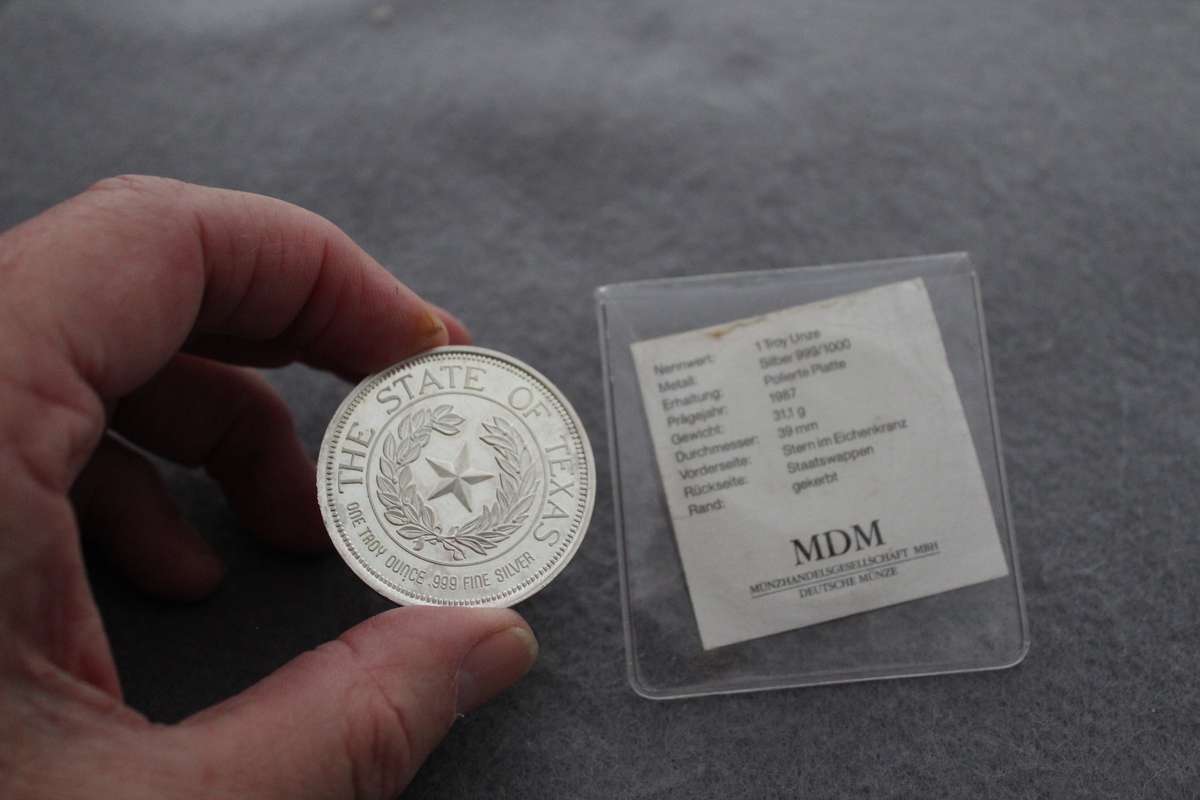 THE STATE OF TEXAS
ONE TROY OUNCE .999 FINE SILVER
Nennwert: 1 Troy Unze
Metall: Silber 999/1000
Erhaltung: Polierte Platte
Prägejahr: 1987
Gewicht: 31,1 g
Durchmesser: 39 mm
Vorderseite: Stern im Eichenkranz
Rückseite: Staatswappen
Rand: gekerbt
MDM
MÜNZHANDELSGESELLSCHAFT MBH
DEUTSCHE MÜNZE